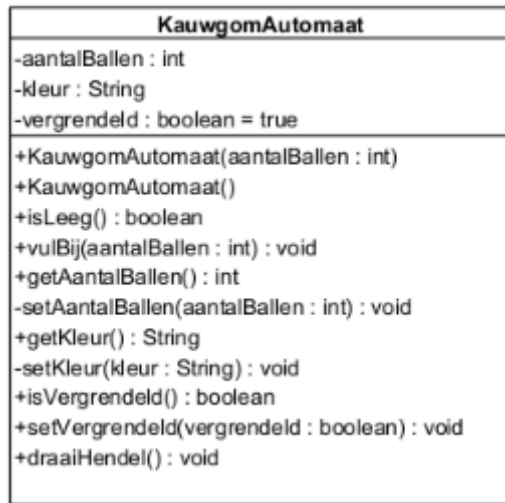 KauwgomAutomaat
-aantalBallen : int
-kleur : String
-vergrendeld : boolean = true
+KauwgomAutomaat(aantalBallen : int)
+KauwgomAutomaat()
+isLeeg() : boolean
+vulBij(aantalBallen : int) : void
+getAantalBallen() : int
-setAantalBallen(aantalBallen : int) : void
+getKleur() : String
-setKleur(kleur : String) : void
+isVergrendeld() : boolean
+setVergrendeld(vergrendeld : boolean) : void
+draaiHendel() : void